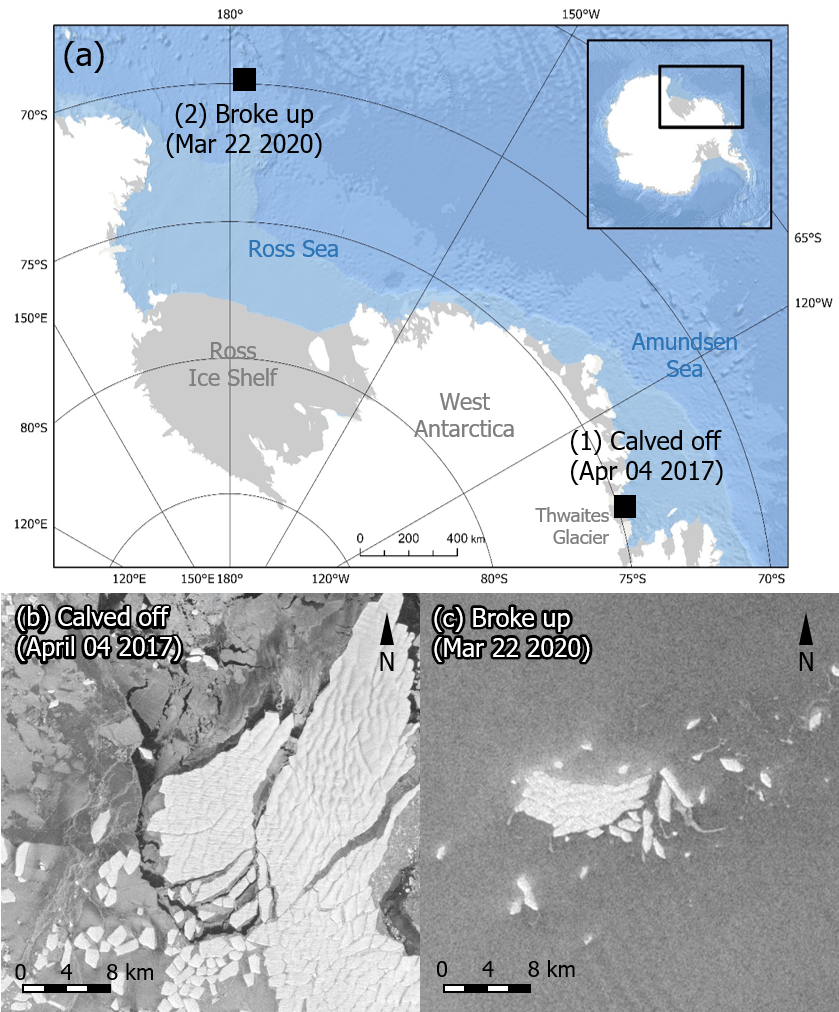 180°
150°W
(a)
70°S
(2) Broke up
(Mar 22 2020)
65°S
Ross Sea
75°S
120°W
150°E
Amundsen
Sea
Ross
Ice Shelf
West
Antarctica
80°S
(1) Calved off
(Apr 04 2017)
Thwaites
Glacier
120°E
0 200 400 km
120°E 150°E 180° 120°W 80°S 75°S 70°S
(b) Calved off
(April 04 2017)
N
0 4 8 km
(c) Broke up
(Mar 22 2020)
N
0 4 8 km